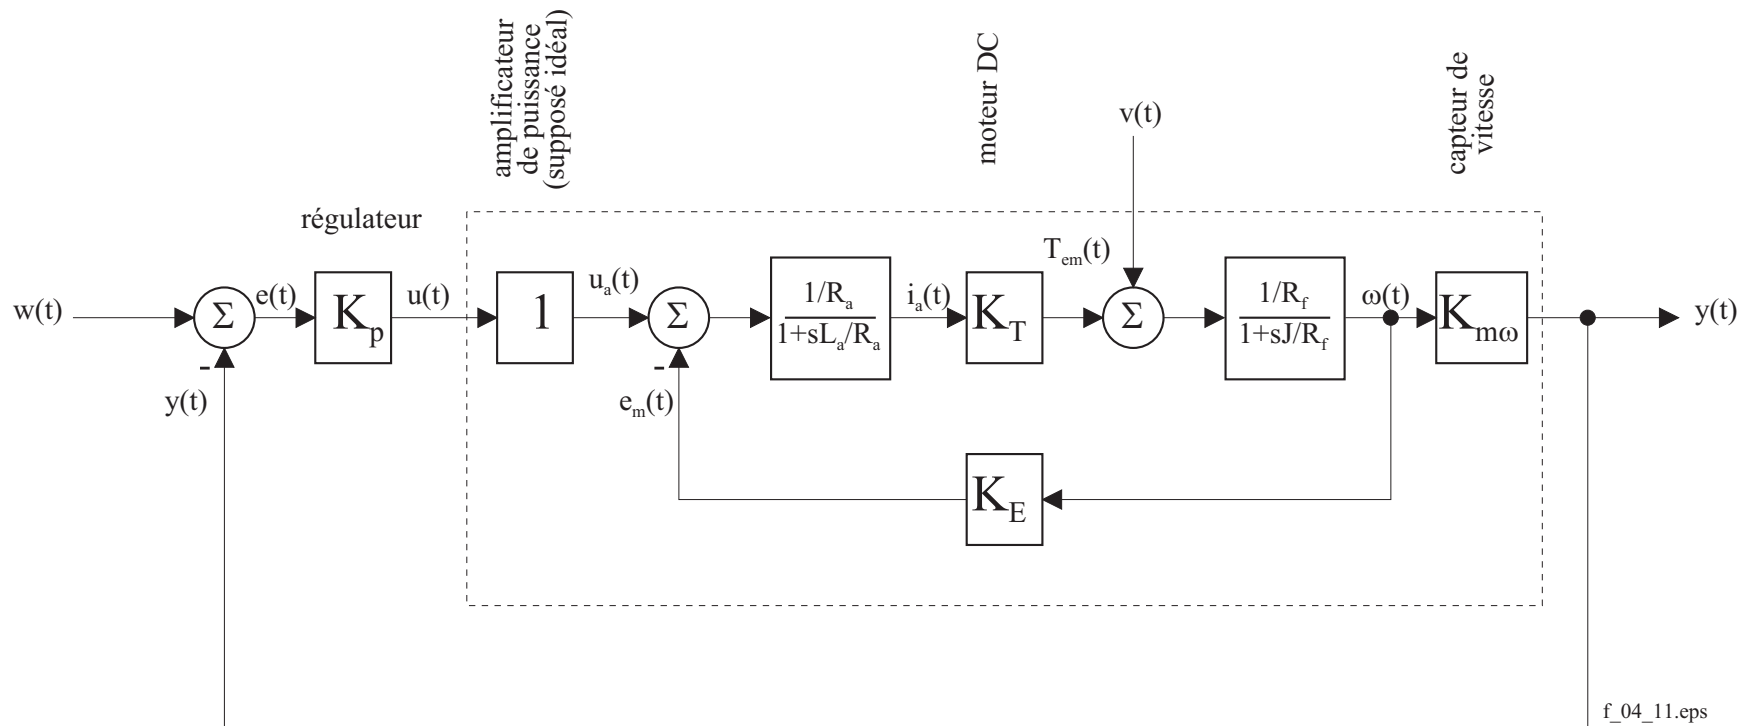 amplificateur
de puissance
(supposé idéal)
moteur DC
capteur de
vitesse
v(t)
régulateur
w(t)
Σ
e(t)
K_p
u(t)
1
u_a(t)
Σ
1/R_a
1+sL_a/R_a
i_a(t)
K_T
T_em(t)
Σ
1/R_f
1+sJ/R_f
ω(t)
K_mω
y(t)
-
y(t)
-
e_m(t)
K_E
f_04_11.eps